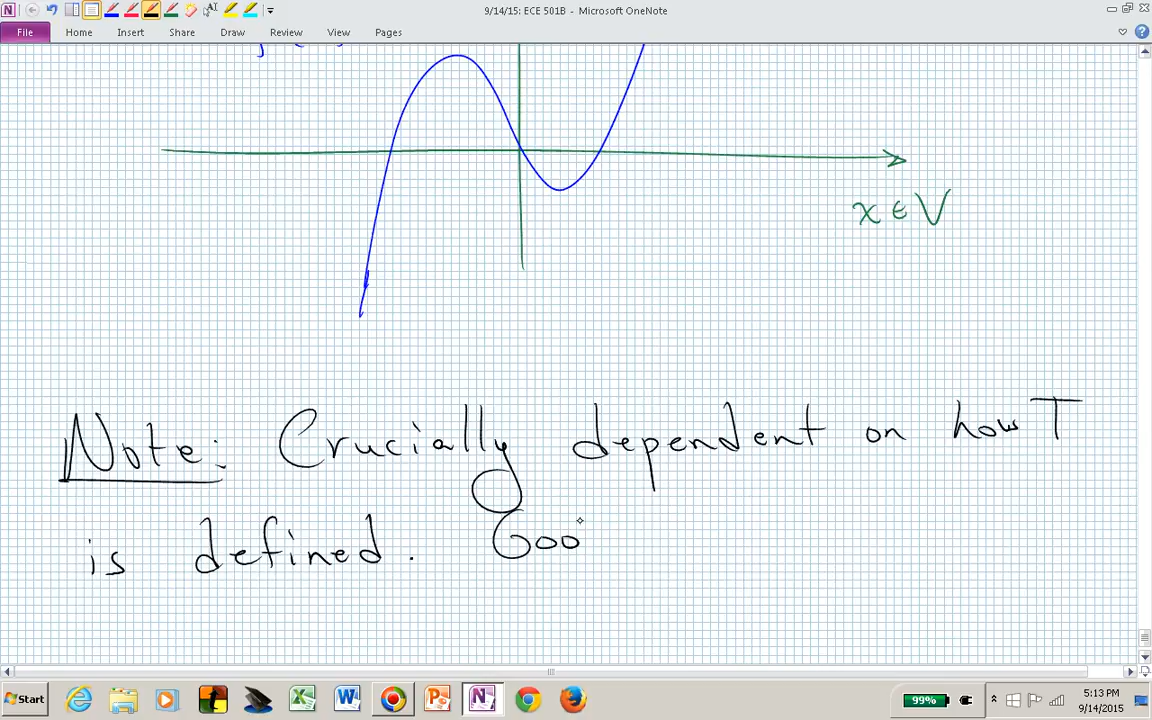 9/14/15: ECE 501B - Microsoft OneNote
File Home Insert Share Draw Review View Pages
x ∈ V
Note: Crucially dependent on how T
is defined. Goo
Start
99%
5:13 PM
9/14/2015